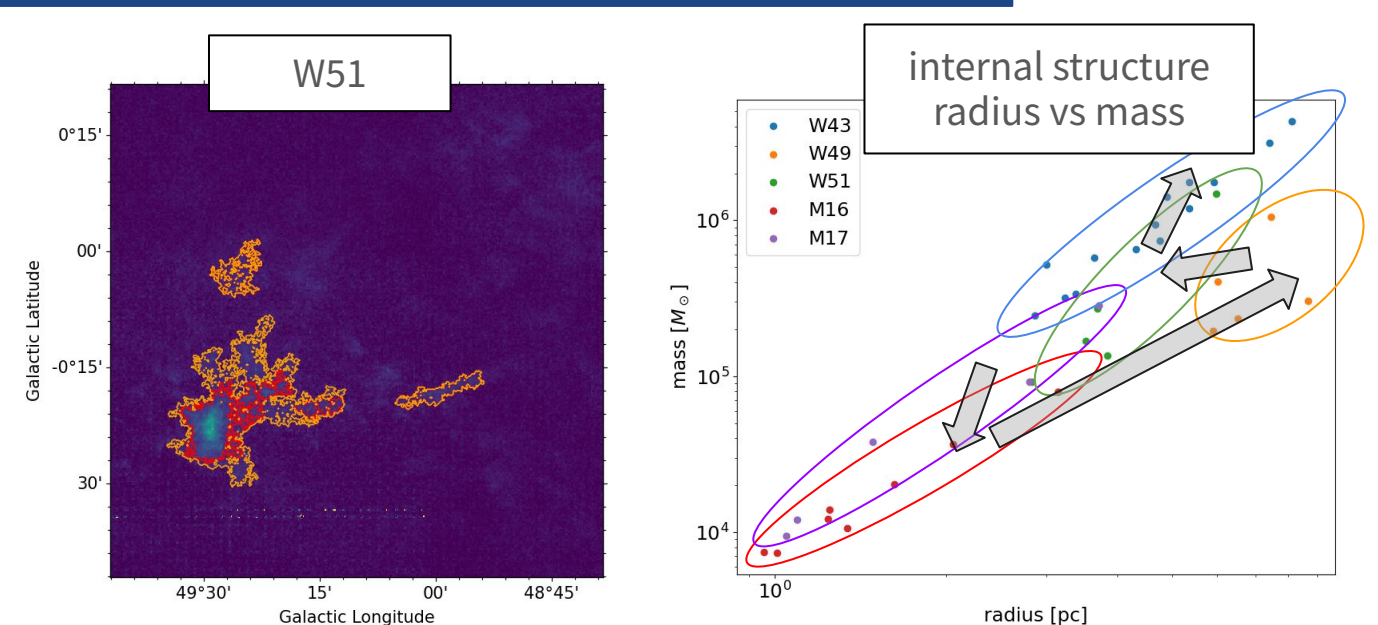 W51
0°15'
00'
-0°15'
30'
Galactic Latitude
49°30'
15'
00'
48°45'
Galactic Longitude
internal structure
radius vs mass
W43
W49
W51
M16
M17
10⁶
10⁵
10⁴
mass [M⊙]
10⁰
radius [pc]